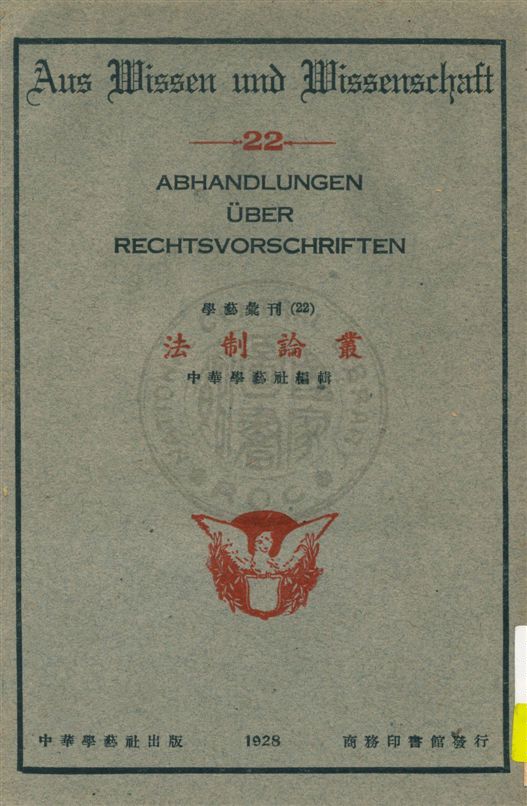 Aus Wissen und Wissenschaft
22
ABHANDLUNGEN
ÜBER
RECHTSVORSCHRIFTEN
學藝彙刊(22)
法制論叢
中華學藝社編輯
中華學藝社出版 1928 商務印書館發行